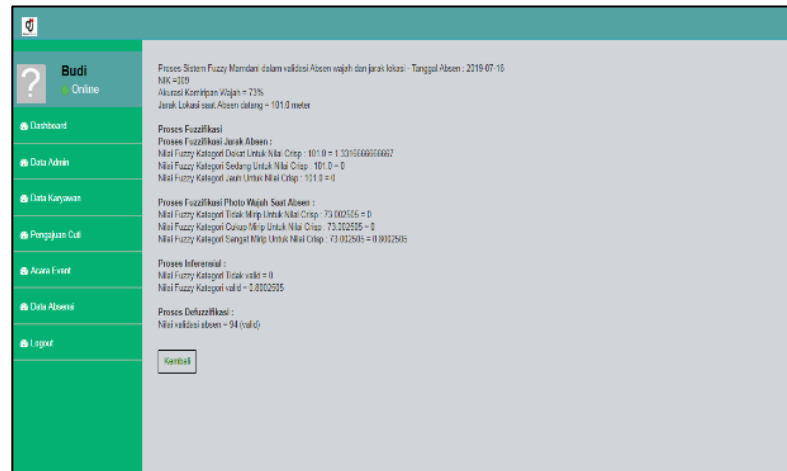 Budi
Online
Dashboard
Data Admin
Data Karyawan
Pengajuan Cuti
Acara Event
Data Absensi
Logout
Proses Sistem Fuzzy Mamdani dalam validasi Absen wajah dan jarak lokasi - Tanggal Absen : 2019-07-16
NIK =009
Akurasi Kemiripan Wajah = 73%
Jarak Lokasi saat Absen datang = 101.0 meter
Proses Fuzzifikasi
Proses Fuzzifikasi Jarak Absen :
Nilai Fuzzy Kategori Dekat Untuk Nilai Crisp : 101.0 = 1.3316666666667
Nilai Fuzzy Kategori Sedang Untuk Nilai Crisp : 101.0 = 0
Nilai Fuzzy Kategori Jauh Untuk Nilai Crisp : 101.0 = 0
Proses Fuzzifikasi Photo Wajah Saat Absen :
Nilai Fuzzy Kategori Tidak Mirip Untuk Nilai Crisp : 73.002505 = 0
Nilai Fuzzy Kategori Cukup Mirip Untuk Nilai Crisp : 73.002505 = 0
Nilai Fuzzy Kategori Sangat Mirip Untuk Nilai Crisp : 73.002505 = 0.8002505
Proses Inferensial :
Nilai Fuzzy Kategori Tidak valid = 0
Nilai Fuzzy Kategori valid = 0.8002505
Proses Defuzzifikasi :
Nilai validasi absen = 94 (valid)
Kembali